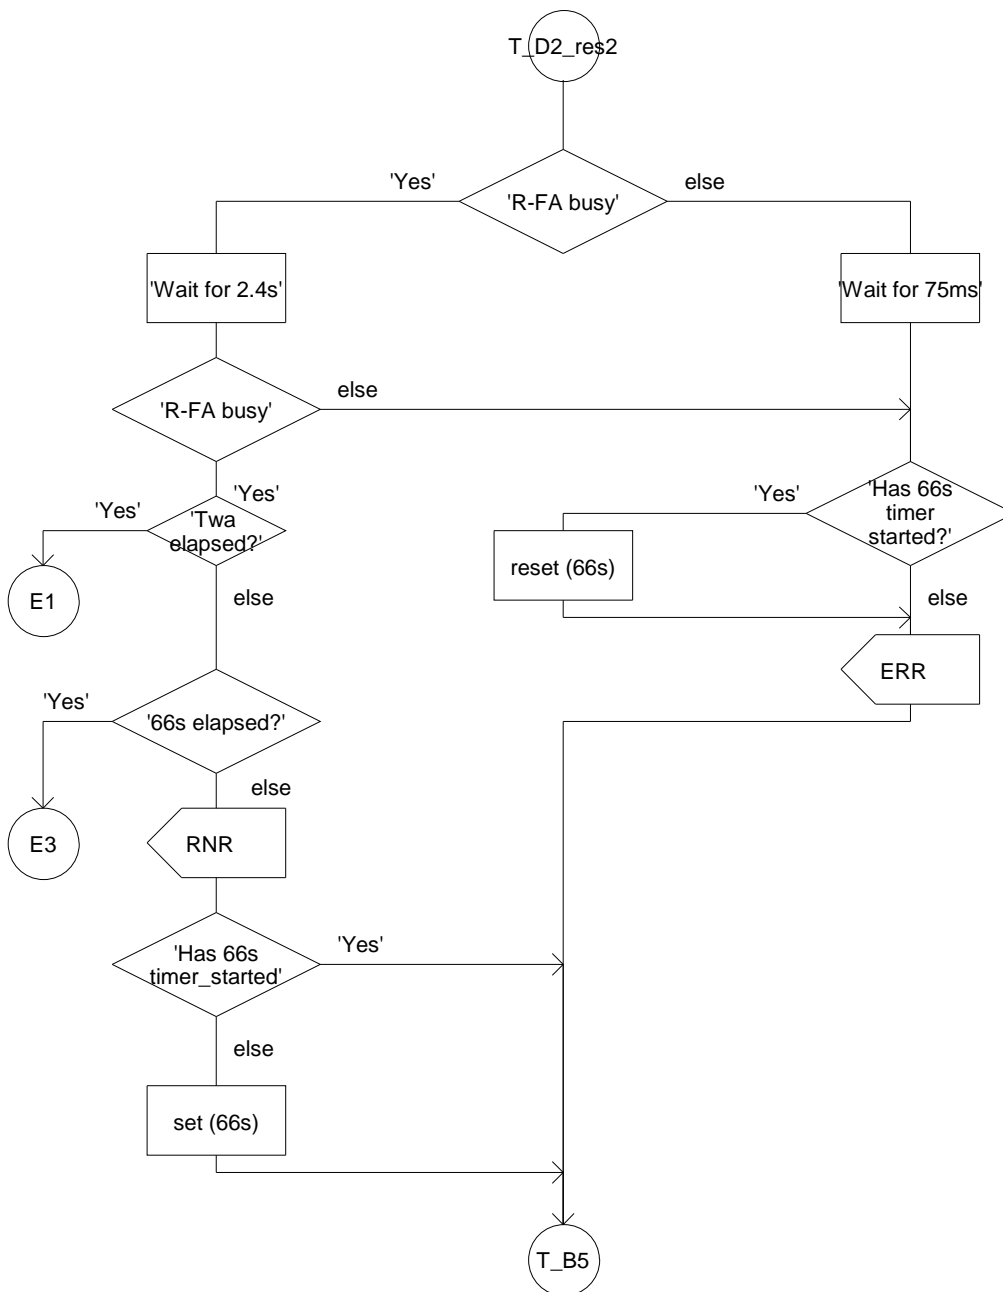 T_D2_res2
'Yes'
'R-FA busy'
else
'Wait for 2.4s'
'Wait for 75ms'
'R-FA busy'
else
'Yes'
'Yes'
'Twa
elapsed?'
'Yes'
'Has 66s
timer
started?'
E1
else
reset (66s)
else
ERR
'Yes'
'66s elapsed?'
else
E3
RNR
'Has 66s
timer_started'
'Yes'
else
set (66s)
T_B5